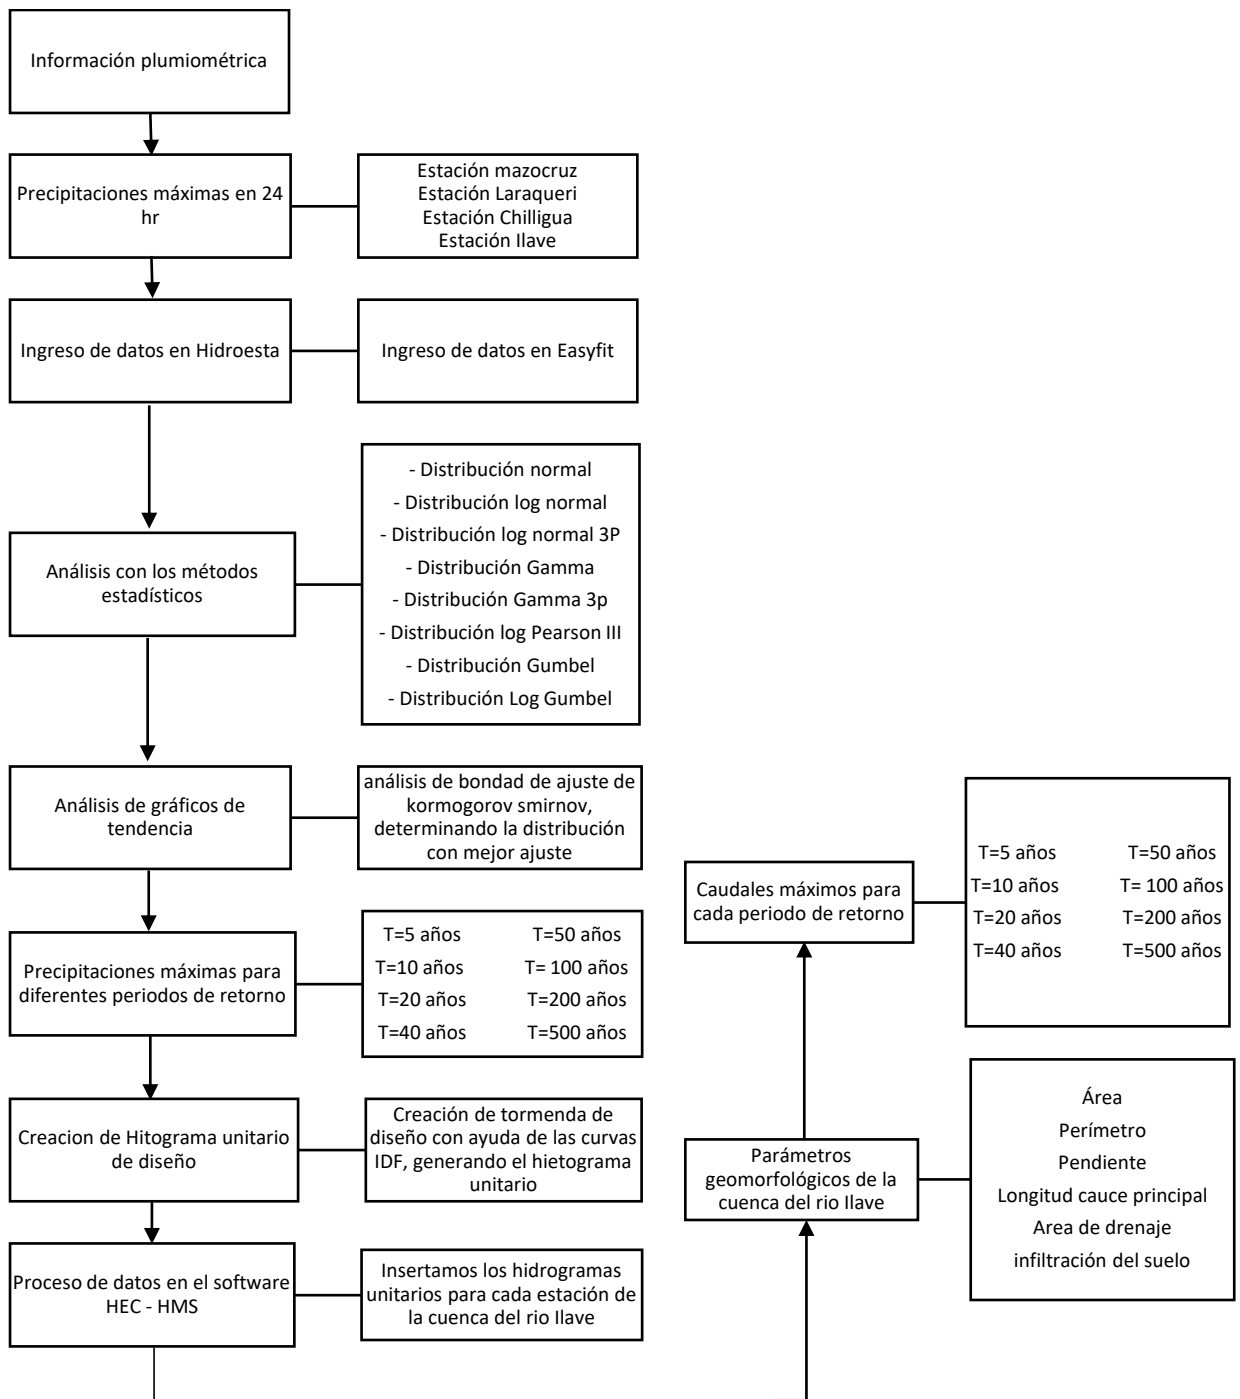 Información plumiométrica
Precipitaciones máximas en 24
hr
Estación mazocruz
Estación Laraqueri
Estación Chilligua
Estación Ilave
Ingreso de datos en Hidroesta
Ingreso de datos en Easyfit
- Distribución normal
- Distribución log normal
- Distribución log normal 3P
- Distribución Gamma
- Distribución Gamma 3p
- Distribución log Pearson III
- Distribución Gumbel
- Distribución Log Gumbel
Análisis con los métodos
estadísticos
Análisis de gráficos de
tendencia
análisis de bondad de ajuste de
kormogorov smirnov,
determinando la distribución
con mejor ajuste
Precipitaciones máximas para
diferentes periodos de retorno
T=5 años T=50 años
T=10 años T= 100 años
T=20 años T=200 años
T=40 años T=500 años
Creacion de Hitograma unitario
de diseño
Creación de tormenda de
diseño con ayuda de las curvas
IDF, generando el hietograma
unitario
Proceso de datos en el software
HEC - HMS
Insertamos los hidrogramas
unitarios para cada estación de
la cuenca del rio Ilave
Caudales máximos para
cada periodo de retorno
T=5 años T=50 años
T=10 años T= 100 años
T=20 años T=200 años
T=40 años T=500 años
Parámetros
geomorfológicos de la
cuenca del rio Ilave
Área
Perímetro
Pendiente
Longitud cauce principal
Area de drenaje
infiltración del suelo